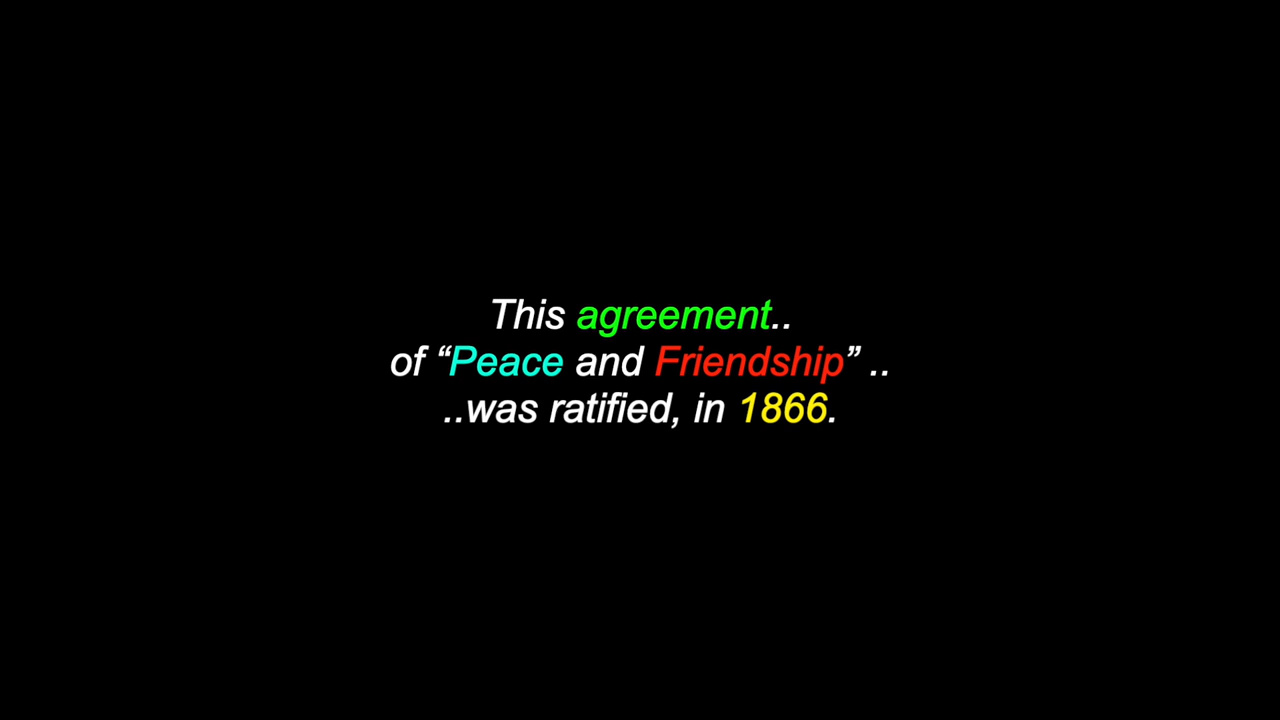 This agreement..
of “Peace and Friendship” ..
..was ratified, in 1866.